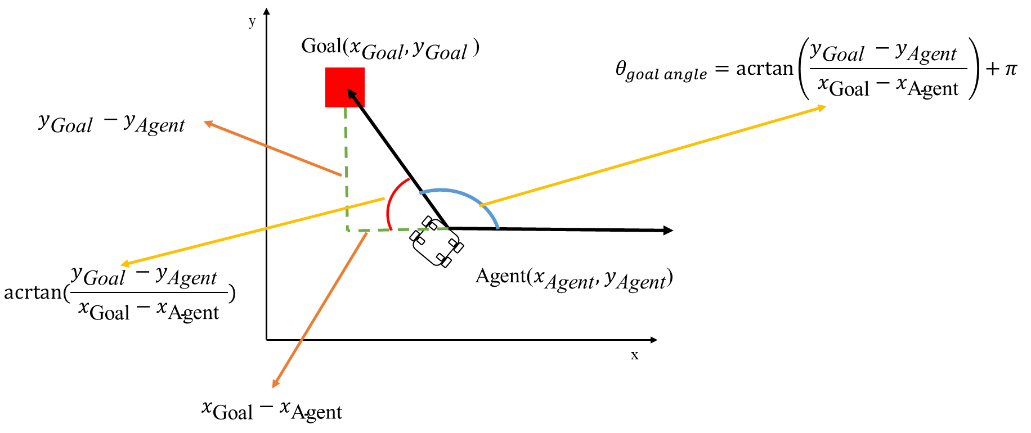 y
Goal(x_Goal, y_Goal )
θ_goal angle = acrtan((y_Goal − y_Agent)/(x_Goal − x_Agent)) + π
y_Goal − y_Agent
acrtan((y_Goal − y_Agent)/(x_Goal − x_Agent))
Agent(x_Agent, y_Agent)
x
x_Goal − x_Agent